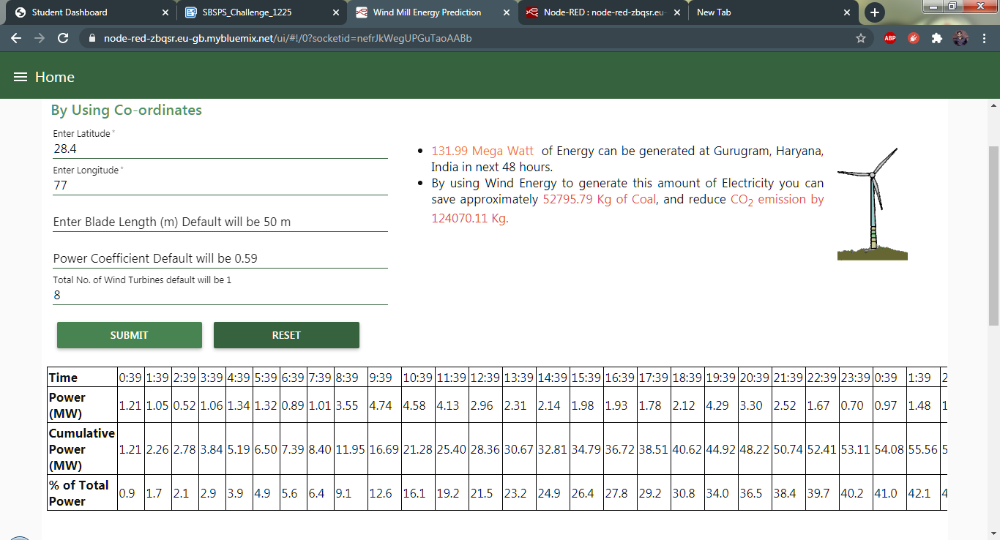 Student Dashboard
SBSPS_Challenge_1225
Wind Mill Energy Prediction
Node-RED : node-red-zbqsr.eu-
New Tab
node-red-zbqsr.eu-gb.mybluemix.net/ui/#!/0?socketid=nefrJkWegUPGuTaoAABb
ABP
Home
By Using Co-ordinates
Enter Latitude *
28.4
Enter Longitude *
77
Enter Blade Length (m) Default will be 50 m
Power Coefficient Default will be 0.59
Total No. of Wind Turbines default will be 1
8
SUBMIT RESET
• 131.99 Mega Watt of Energy can be generated at Gurugram, Haryana,
India in next 48 hours.
• By using Wind Energy to generate this amount of Electricity you can
save approximately 52795.79 Kg of Coal, and reduce CO2 emission by
124070.11 Kg.
Time 0:39 1:39 2:39 3:39 4:39 5:39 6:39 7:39 8:39 9:39 10:39 11:39 12:39 13:39 14:39 15:39 16:39 17:39 18:39 19:39 20:39 21:39 22:39 23:39 0:39 1:39 2
Power
(MW) 1.21 1.05 0.52 1.06 1.34 1.32 0.89 1.01 3.55 4.74 4.58 4.13 2.96 2.31 2.14 1.98 1.93 1.78 2.12 4.29 3.30 2.52 1.67 0.70 0.97 1.48 1
Cumulative
Power 1.21 2.26 2.78 3.84 5.19 6.50 7.39 8.40 11.95 16.69 21.28 25.40 28.36 30.67 32.81 34.79 36.72 38.51 40.62 44.92 48.22 50.74 52.41 53.11 54.08 55.56 5
(MW)
% of Total
Power 0.9 1.7 2.1 2.9 3.9 4.9 5.6 6.4 9.1 12.6 16.1 19.2 21.5 23.2 24.9 26.4 27.8 29.2 30.8 34.0 36.5 38.4 39.7 40.2 41.0 42.1 4